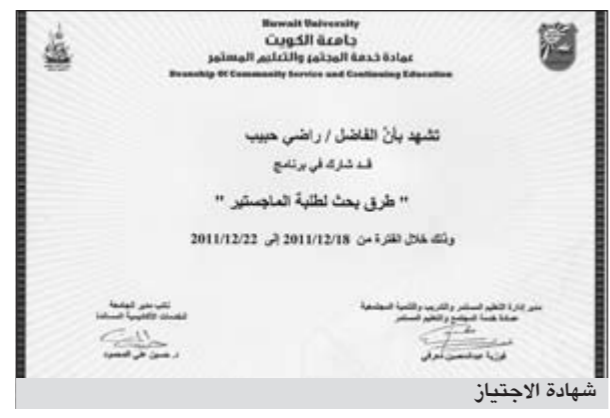 Kuwait University
جامعة الكويت
عمادة خدمة المجتمع والتعليم المستمر
Deanship Of Community Service and Continuing Education
تشهد بأنّ الفاضل / راضي حبيب
قد شارك في برنامج
" طرق بحث لطلبة الماجستير "
وذلك خلال الفترة من 2011/12/18 إلى 2011/12/22
مدير إدارة التعليم المستمر والتدريب والتنمية المجتمعية
عمادة خدمة المجتمع والتعليم المستمر
فوزية عبدالمحسن
نائب مدير الجامعة
للخدمات الأكاديمية المساندة
د. حسين علي المحمود
شهادة الاجتياز